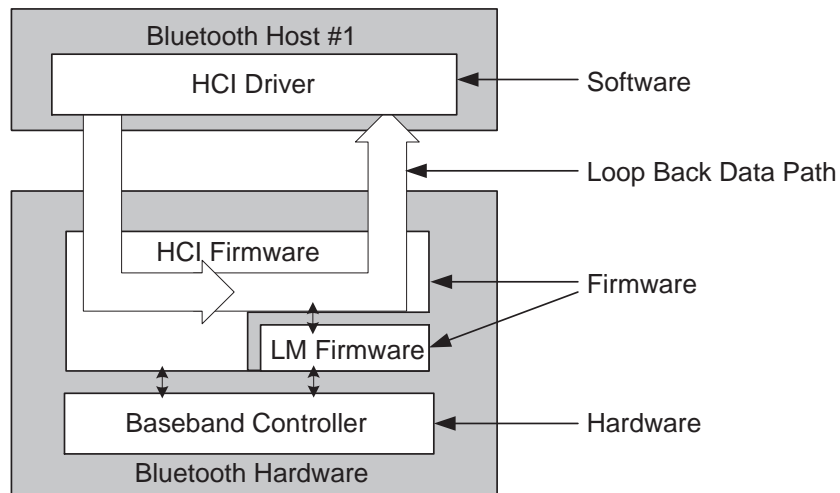 Bluetooth Host #1
HCI Driver
Software
Loop Back Data Path
HCI Firmware
Firmware
LM Firmware
Baseband Controller
Hardware
Bluetooth Hardware